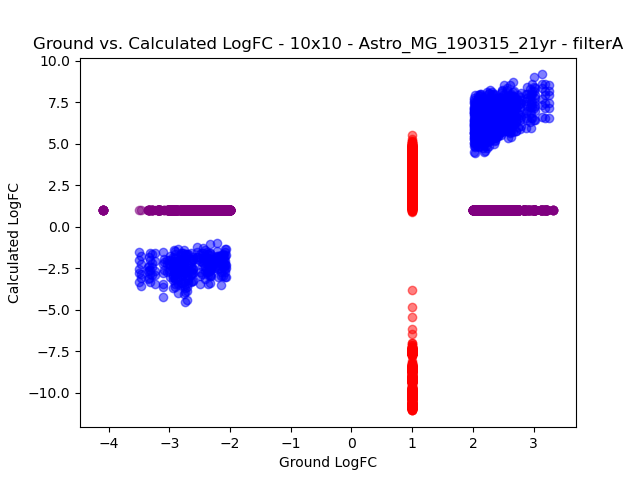 Ground vs. Calculated LogFC - 10x10 - Astro_MG_190315_21yr - filterA
10.0
7.5
5.0
2.5
0.0
−2.5
−5.0
−7.5
−10.0
Calculated LogFC
−4 −3 −2 −1 0 1 2 3
Ground LogFC